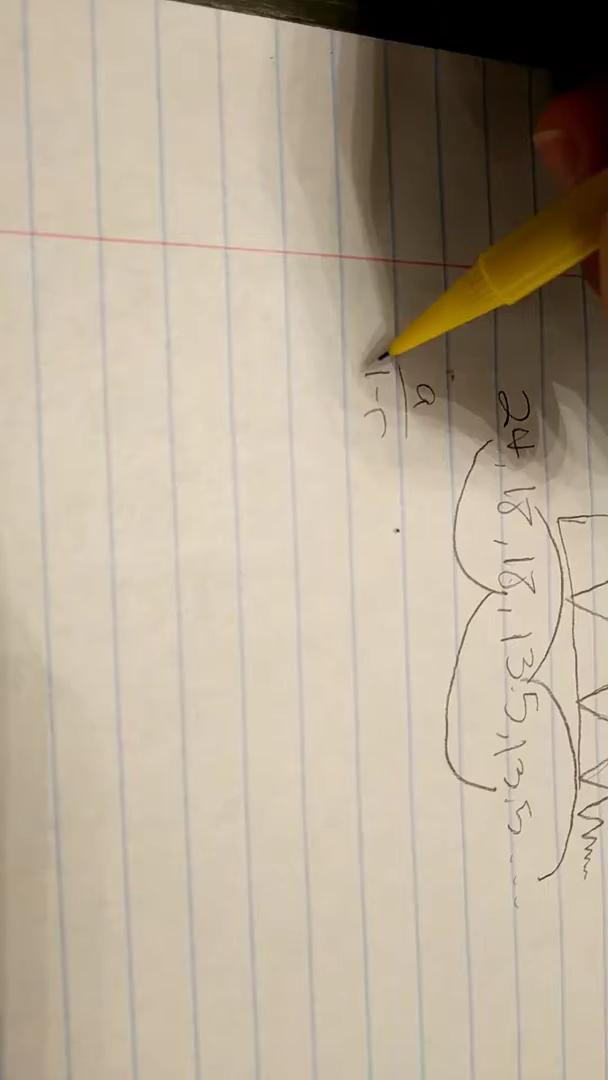 24, 18, 18, 13.5, 13.5 ....
a
1-r